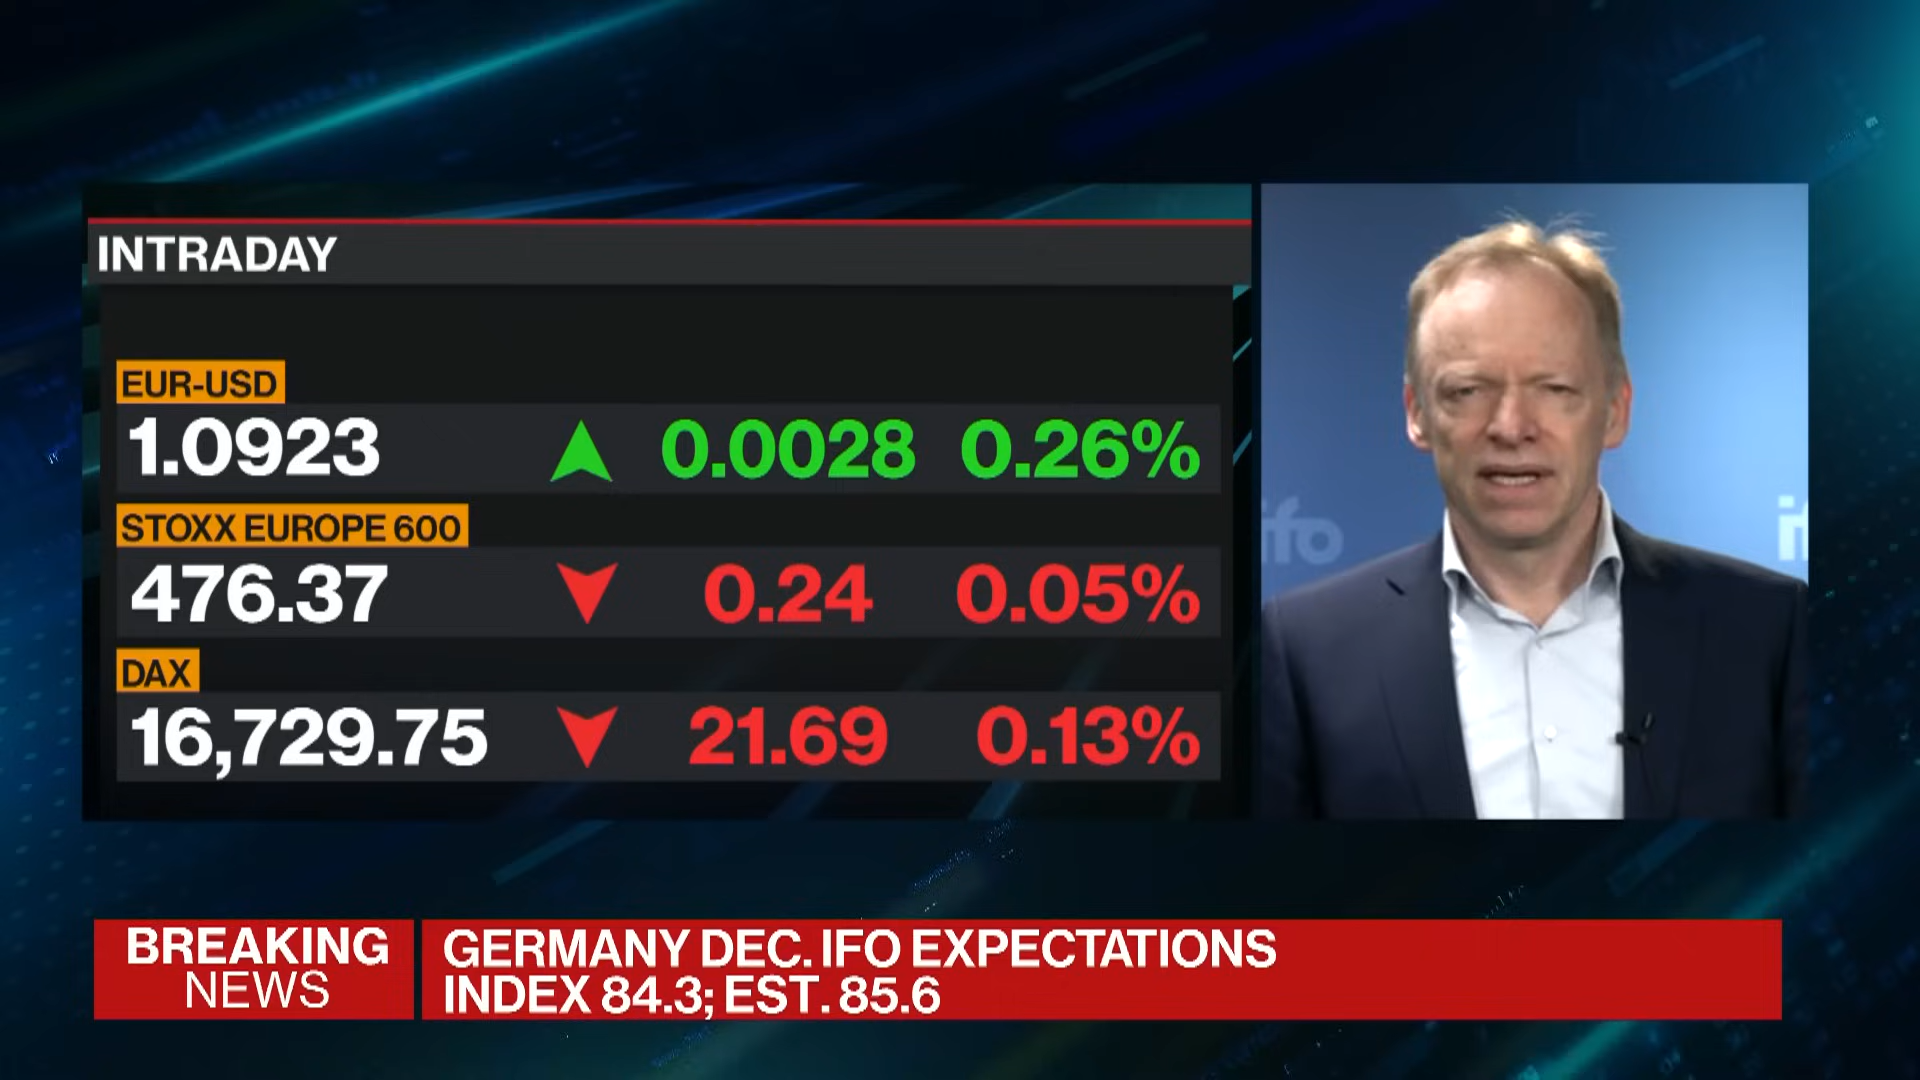 INTRADAY
EUR-USD
1.0923 0.0028 0.26%
STOXX EUROPE 600
476.37 0.24 0.05%
DAX
16,729.75 21.69 0.13%
ifo
BREAKING
NEWS
GERMANY DEC. IFO EXPECTATIONS
INDEX 84.3; EST. 85.6